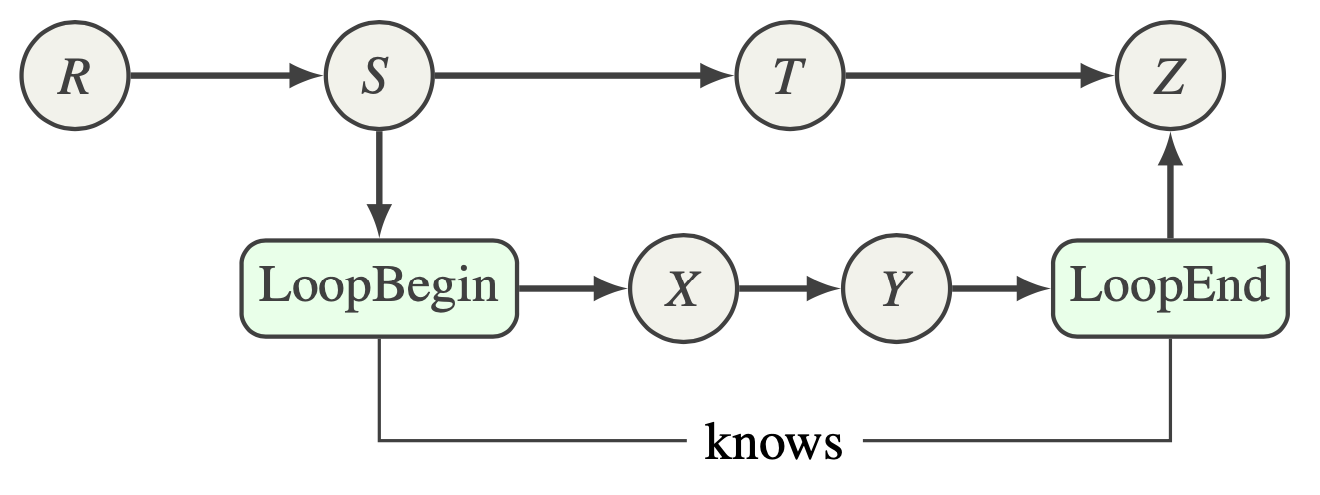 R S T Z
LoopBegin X Y LoopEnd
knows